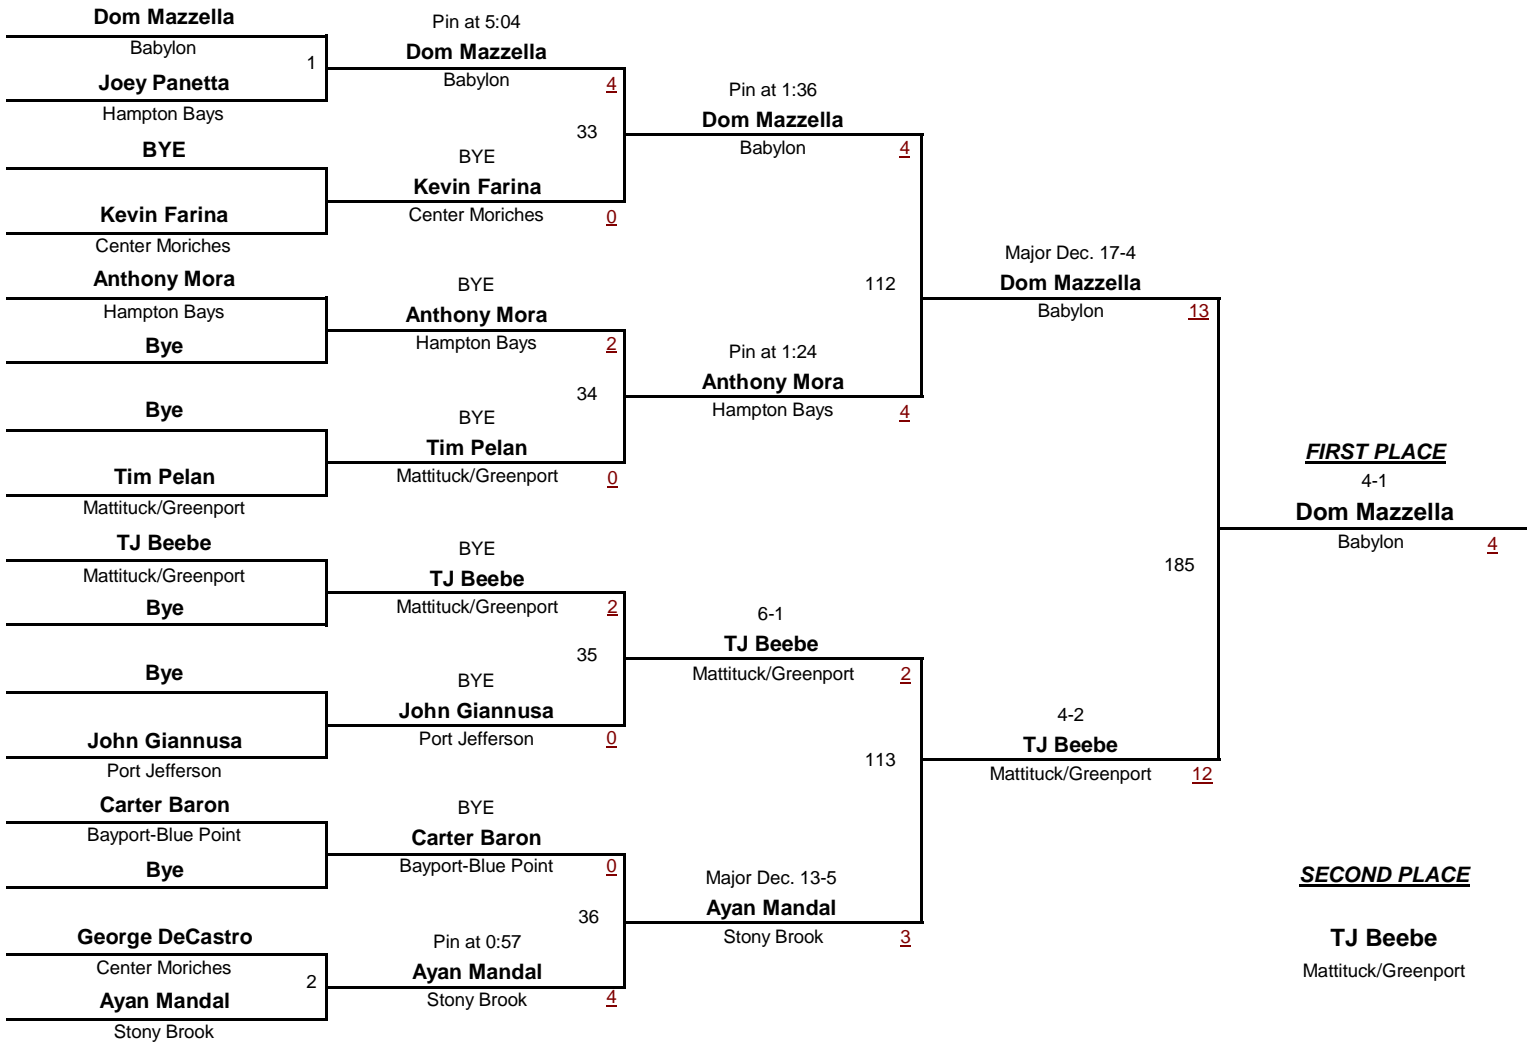 Dom Mazzella
Babylon
1
Joey Panetta
Hampton Bays
BYE
Kevin Farina
Center Moriches
Anthony Mora
Hampton Bays
Bye
Bye
Tim Pelan
Mattituck/Greenport
TJ Beebe
Mattituck/Greenport
Bye
Bye
John Giannusa
Port Jefferson
Carter Baron
Bayport-Blue Point
Bye
George DeCastro
Center Moriches
2
Ayan Mandal
Stony Brook
Pin at 5:04
Dom Mazzella
Babylon 4
33
BYE
Kevin Farina
Center Moriches 0
BYE
Anthony Mora
Hampton Bays 2
34
BYE
Tim Pelan
Mattituck/Greenport 0
BYE
TJ Beebe
Mattituck/Greenport 2
35
BYE
John Giannusa
Port Jefferson 0
BYE
Carter Baron
Bayport-Blue Point 0
36
Pin at 0:57
Ayan Mandal
Stony Brook 4
Pin at 1:36
Dom Mazzella
Babylon 4
112
Pin at 1:24
Anthony Mora
Hampton Bays 4
6-1
TJ Beebe
Mattituck/Greenport 2
113
Major Dec. 13-5
Ayan Mandal
Stony Brook 3
Major Dec. 17-4
Dom Mazzella
Babylon 13
185
4-2
TJ Beebe
Mattituck/Greenport 12
FIRST PLACE
4-1
Dom Mazzella
Babylon 4
SECOND PLACE
TJ Beebe
Mattituck/Greenport